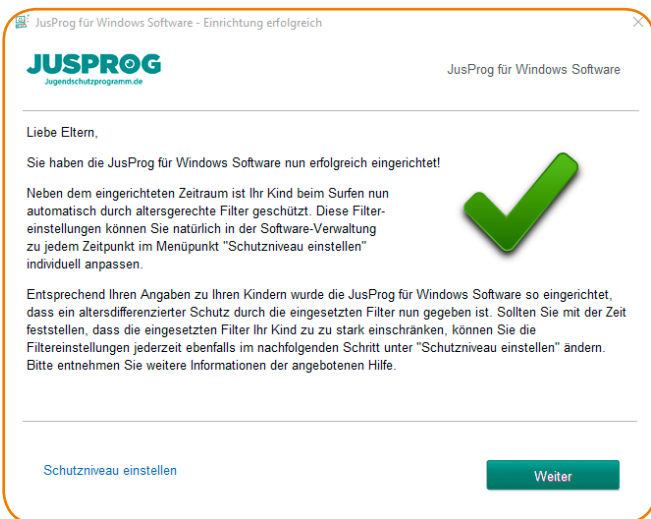 JusProg für Windows Software - Einrichtung erfolgreich
JUSPROG
Jugendschutzprogramm.de
JusProg für Windows Software
Liebe Eltern,
Sie haben die JusProg für Windows Software nun erfolgreich eingerichtet!
Neben dem eingerichteten Zeitraum ist Ihr Kind beim Surfen nun
automatisch durch altersgerechte Filter geschützt. Diese Filter-
einstellungen können Sie natürlich in der Software-Verwaltung
zu jedem Zeitpunkt im Menüpunkt "Schutzniveau einstellen"
individuell anpassen.
Entsprechend Ihren Angaben zu Ihren Kindern wurde die JusProg für Windows Software so eingerichtet,
dass ein altersdifferenzierter Schutz durch die eingesetzten Filter nun gegeben ist. Sollten Sie mit der Zeit
feststellen, dass die eingesetzten Filter Ihr Kind zu zu stark einschränken, können Sie die
Filtereinstellungen jederzeit ebenfalls im nachfolgenden Schritt unter "Schutzniveau einstellen" ändern.
Bitte entnehmen Sie weitere Informationen der angebotenen Hilfe.
Schutzniveau einstellen
Weiter